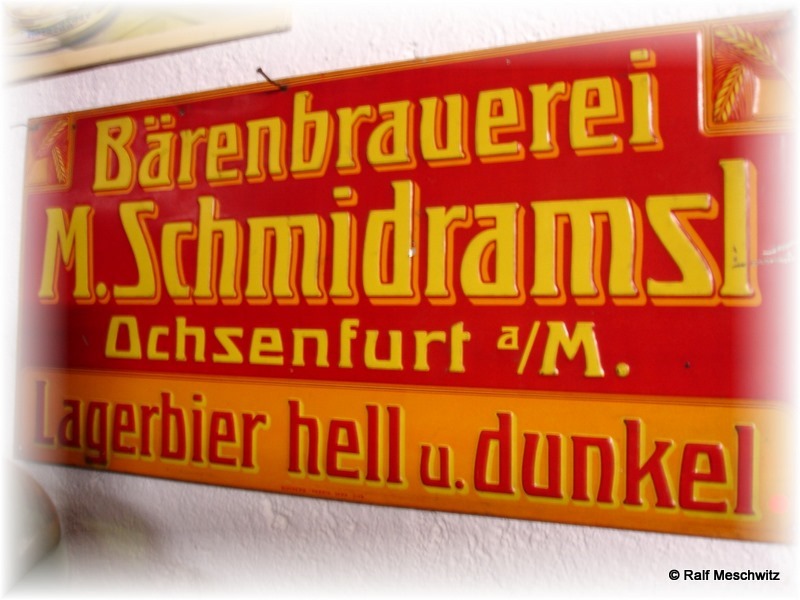 Bärenbrauerei
M. Schmidramsl
Ochsenfurt a/M.
Lagerbier hell u. dunkel.
© Ralf Meschwitz